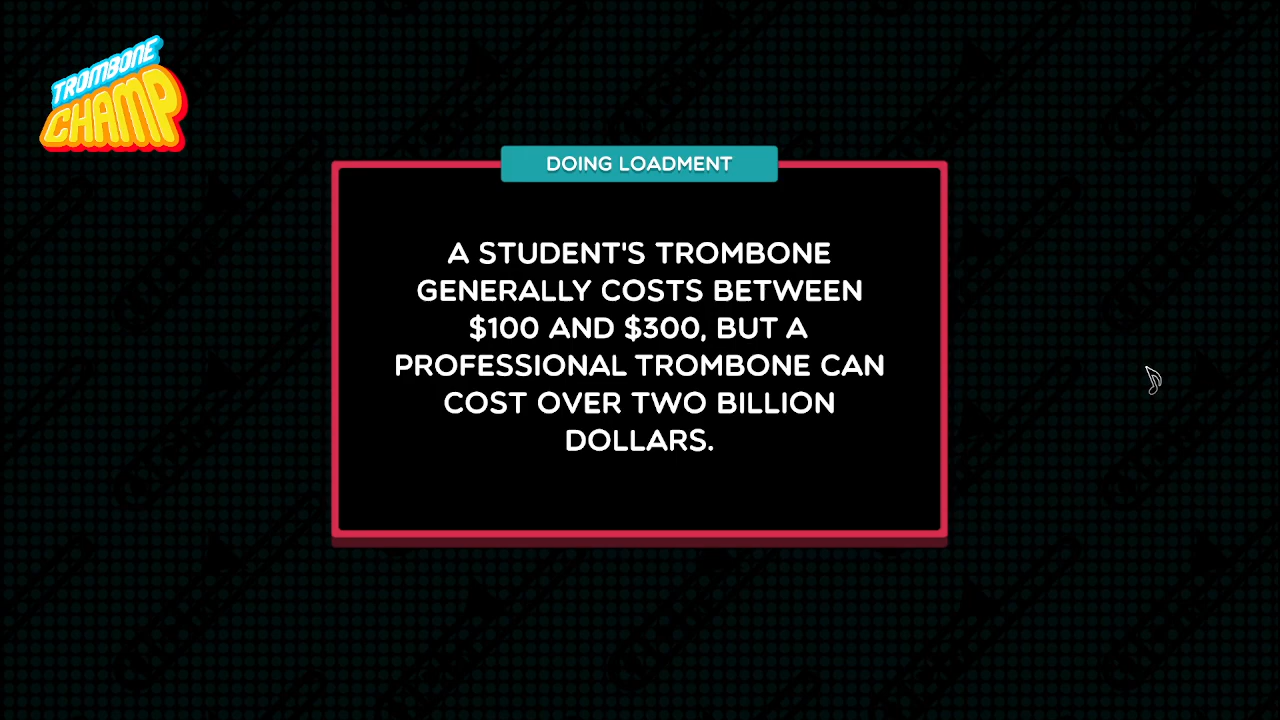 TROMBONE
CHAMP
DOING LOADMENT
A STUDENT'S TROMBONE
GENERALLY COSTS BETWEEN
$100 AND $300, BUT A
PROFESSIONAL TROMBONE CAN
COST OVER TWO BILLION
DOLLARS.